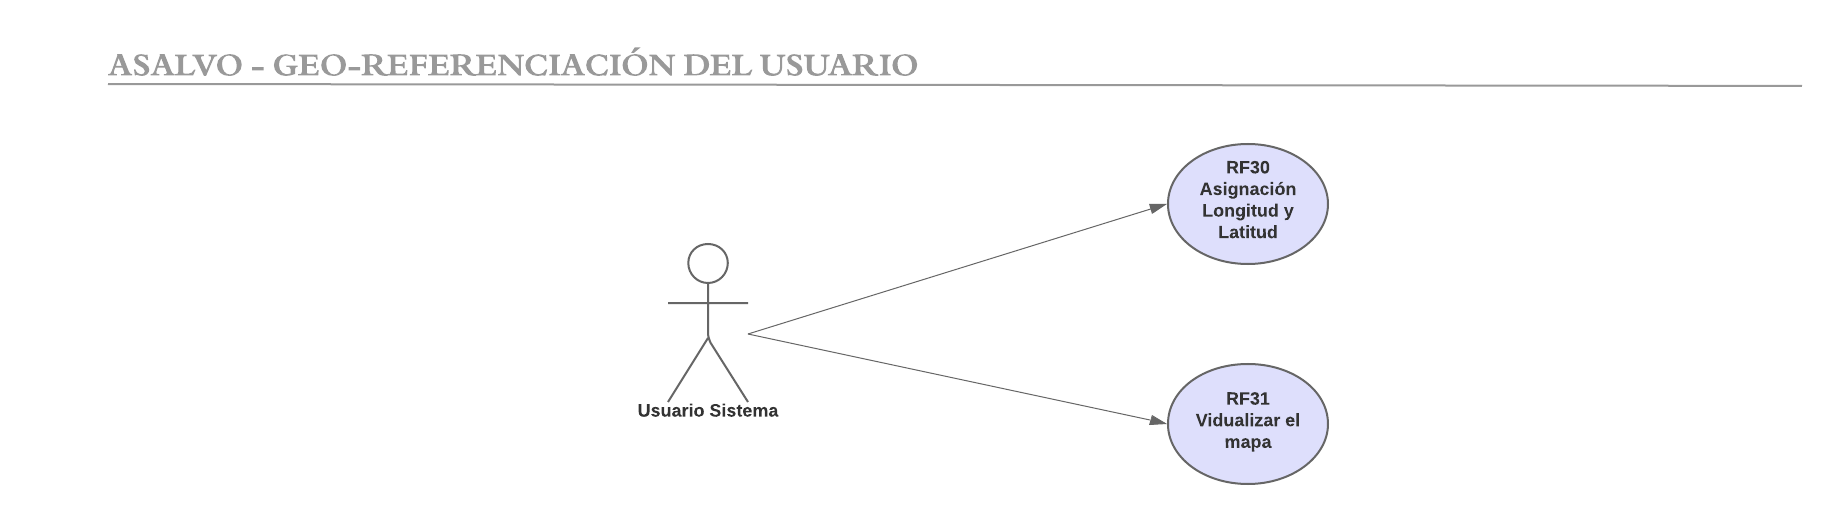 ASALVO - GEO-REFERENCIACIÓN DEL USUARIO
RF30
Asignación
Longitud y
Latitud
Usuario Sistema
RF31
Vidualizar el
mapa